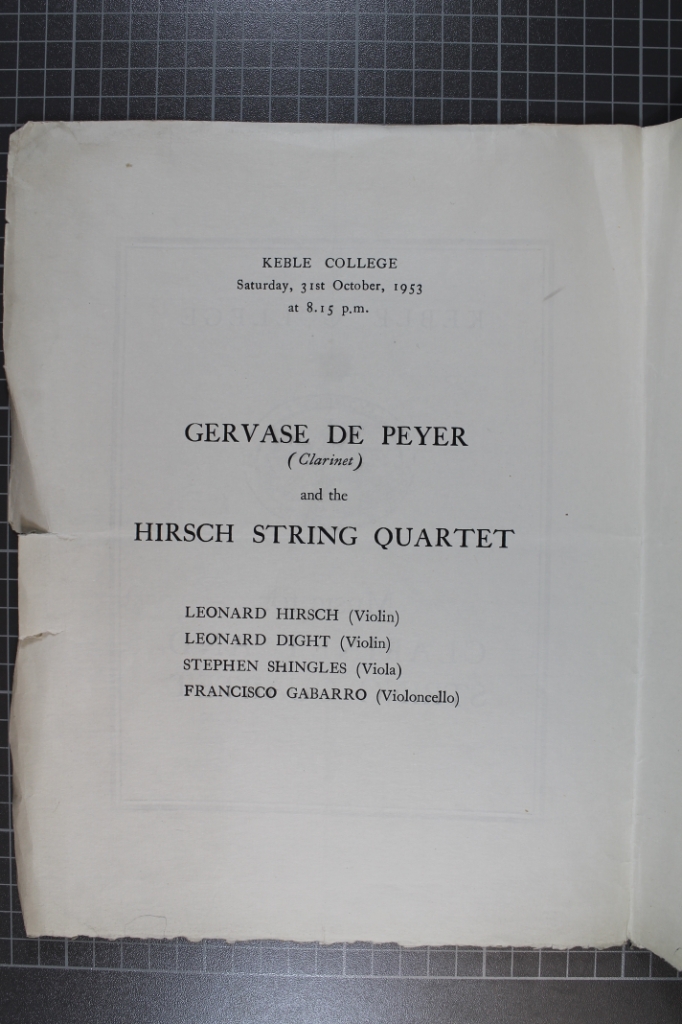 KEBLE COLLEGE
Saturday, 31st October, 1953
at 8.15 p.m.
GERVASE DE PEYER
(Clarinet)
and the
HIRSCH STRING QUARTET
LEONARD HIRSCH (Violin)
LEONARD DIGHT (Violin)
STEPHEN SHINGLES (Viola)
FRANCISCO GABARRO (Violoncello)